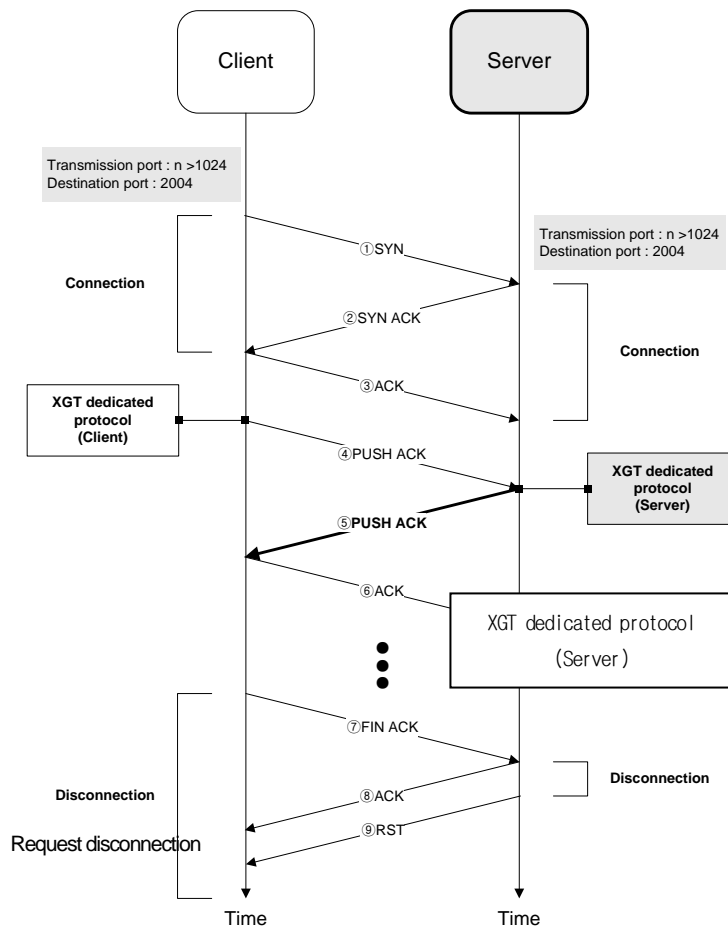 Client
Server
Transmission port : n >1024
Destination port : 2004
①SYN
Transmission port : n >1024
Destination port : 2004
Connection
②SYN ACK
Connection
③ACK
XGT dedicated
protocol
(Client)
④PUSH ACK
XGT dedicated
protocol
(Server)
⑤PUSH ACK
⑥ACK
XGT dedicated protocol
(Server)
⑦FIN ACK
Disconnection
Disconnection
⑧ACK
⑨RST
Request disconnection
Time
Time